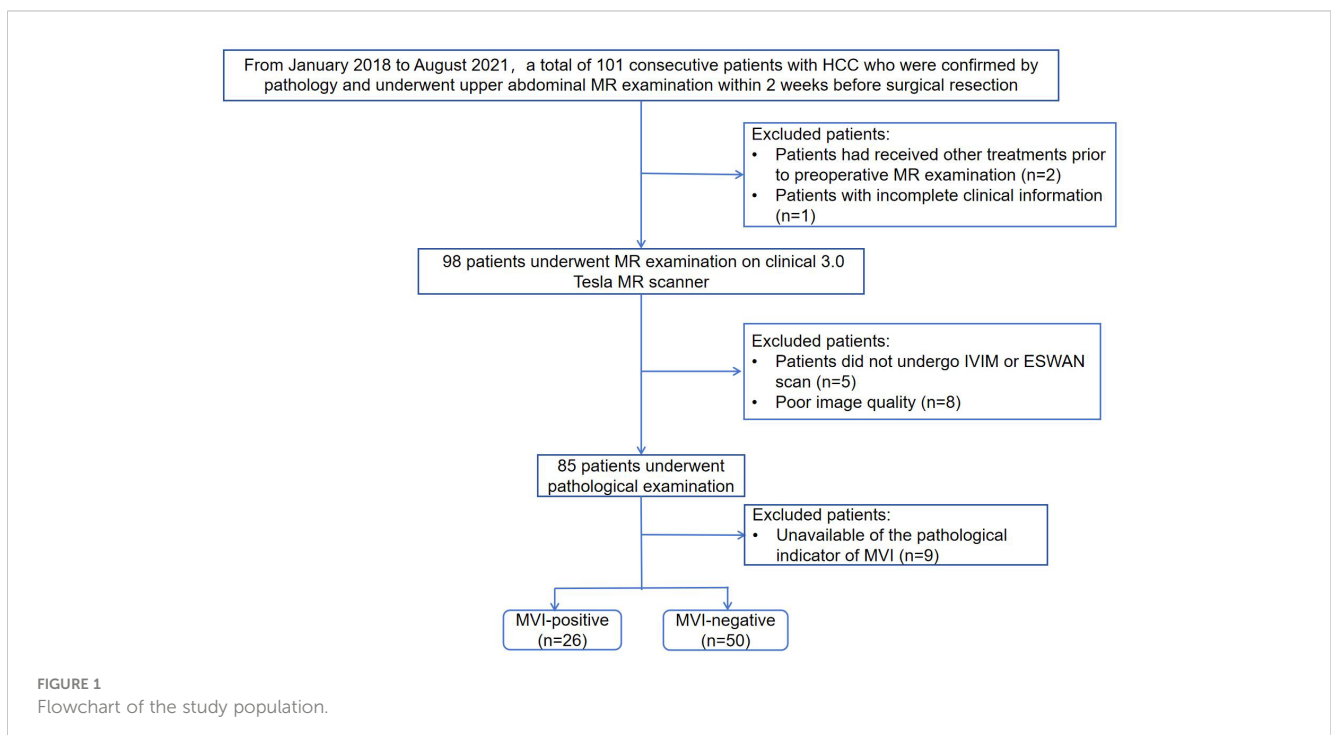 From January 2018 to August 2021，a total of 101 consecutive patients with HCC who were confirmed by
pathology and underwent upper abdominal MR examination within 2 weeks before surgical resection
Excluded patients:
• Patients had received other treatments prior
to preoperative MR examination (n=2)
• Patients with incomplete clinical information
(n=1)
98 patients underwent MR examination on clinical 3.0
Tesla MR scanner
Excluded patients:
• Patients did not undergo IVIM or ESWAN
scan (n=5)
• Poor image quality (n=8)
85 patients underwent
pathological examination
Excluded patients:
• Unavailable of the pathological
indicator of MVI (n=9)
MVI-positive
(n=26)
MVI-negative
(n=50)
FIGURE 1
Flowchart of the study population.